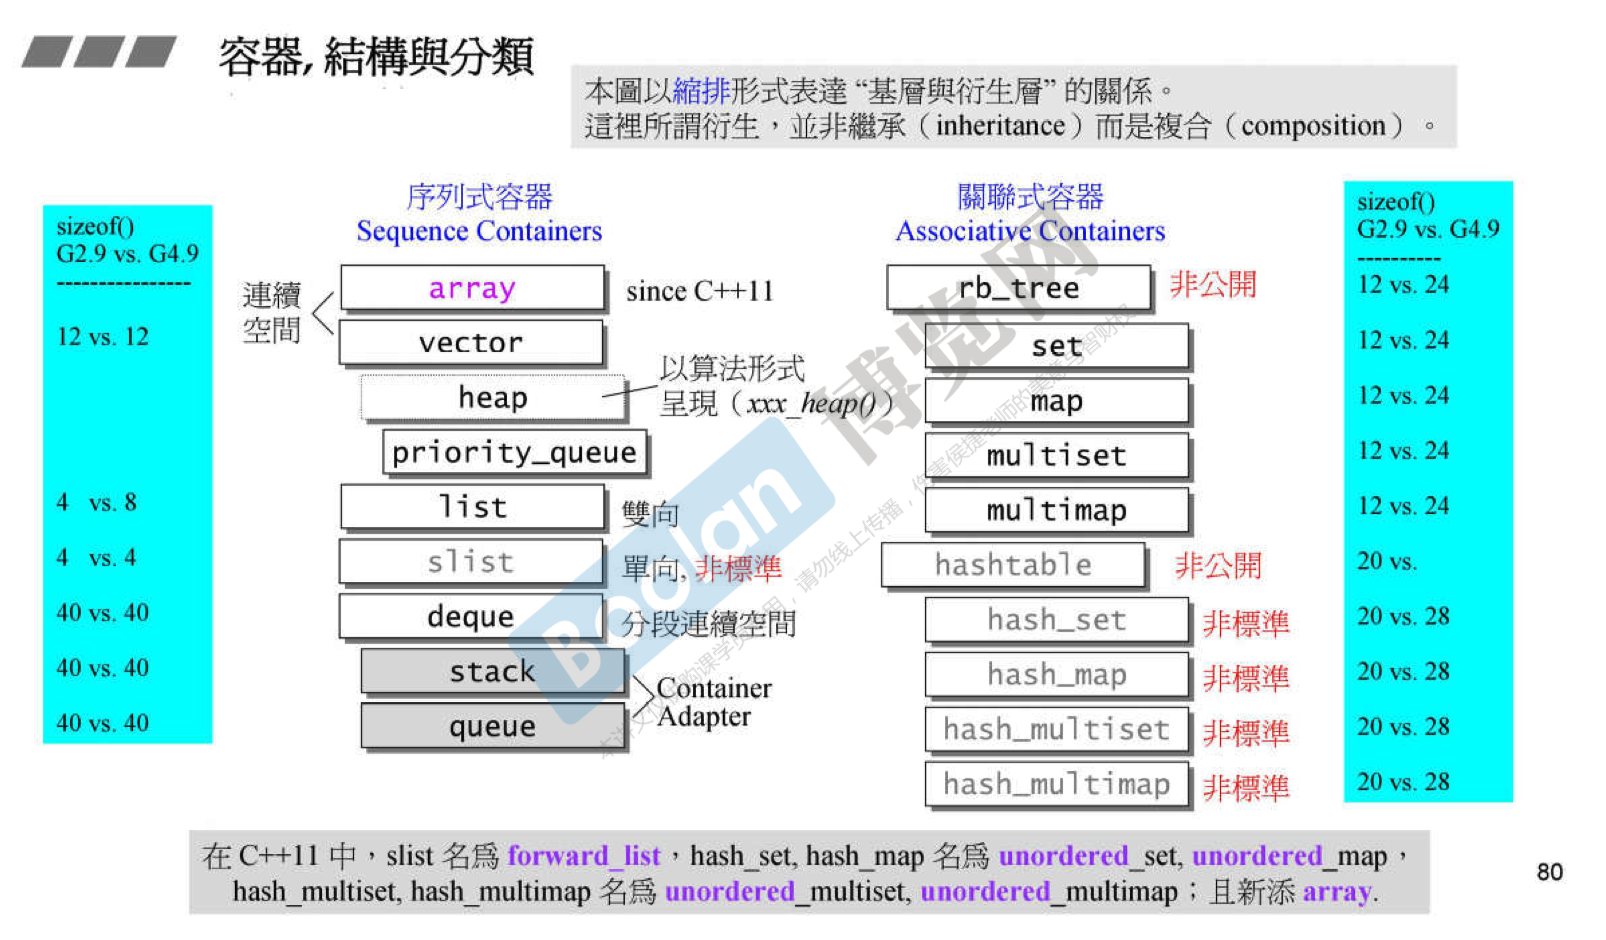 容器, 結構與分類
本圖以縮排形式表達 “基層與衍生層” 的關係。
這裡所謂衍生，並非繼承（inheritance）而是複合（composition）。
sizeof()
G2.9 vs. G4.9
----------------
12 vs. 12
4 vs. 8
4 vs. 4
40 vs. 40
40 vs. 40
40 vs. 40
序列式容器
Sequence Containers
連續
空間
array
since C++11
vector
heap
以算法形式
呈現（xxx_heap()）
priority_queue
list
雙向
slist
單向, 非標準
deque
分段連續空間
stack
queue
Container
Adapter
關聯式容器
Associative Containers
rb_tree
非公開
set
map
multiset
multimap
hashtable
非公開
hash_set
非標準
hash_map
非標準
hash_multiset
非標準
hash_multimap
非標準
sizeof()
G2.9 vs. G4.9
----------
12 vs. 24
12 vs. 24
12 vs. 24
12 vs. 24
12 vs. 24
20 vs.
20 vs. 28
20 vs. 28
20 vs. 28
20 vs. 28
Boolan
博览网
在 C++11 中，slist 名爲 forward_list，hash_set, hash_map 名爲 unordered_set, unordered_map，
hash_multiset, hash_multimap 名爲 unordered_multiset, unordered_multimap；且新添 array.
80